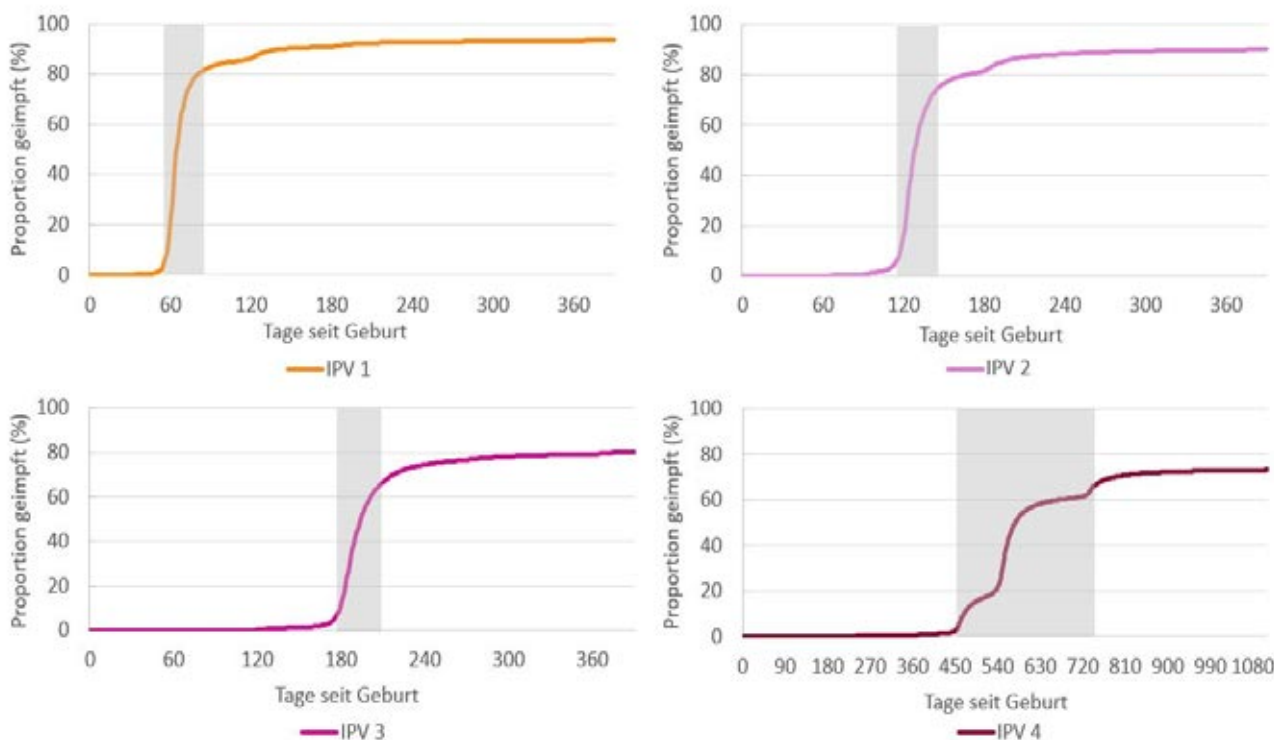 Proportion geimpft (%)
100
80
60
40
20
0
0 60 120 180 240 300 360
Tage seit Geburt
IPV 1
Proportion geimpft (%)
100
80
60
40
20
0
0 60 120 180 240 300 360
Tage seit Geburt
IPV 2
Proportion geimpft (%)
100
80
60
40
20
0
0 60 120 180 240 300 360
Tage seit Geburt
IPV 3
Proportion geimpft (%)
100
80
60
40
20
0
0 90 180 270 360 450 540 630 720 810 900 990 1080
Tage seit Geburt
IPV 4